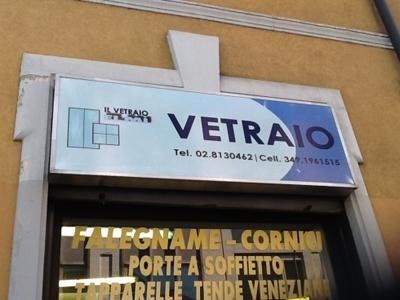 IL VETRAIO
VETRAIO
Tel. 02.8130462 | Cell. 349.1961515
FALEGNAME - CORNICI
PORTE A SOFFIETTO
TAPPARELLE TENDE VENEZIANE